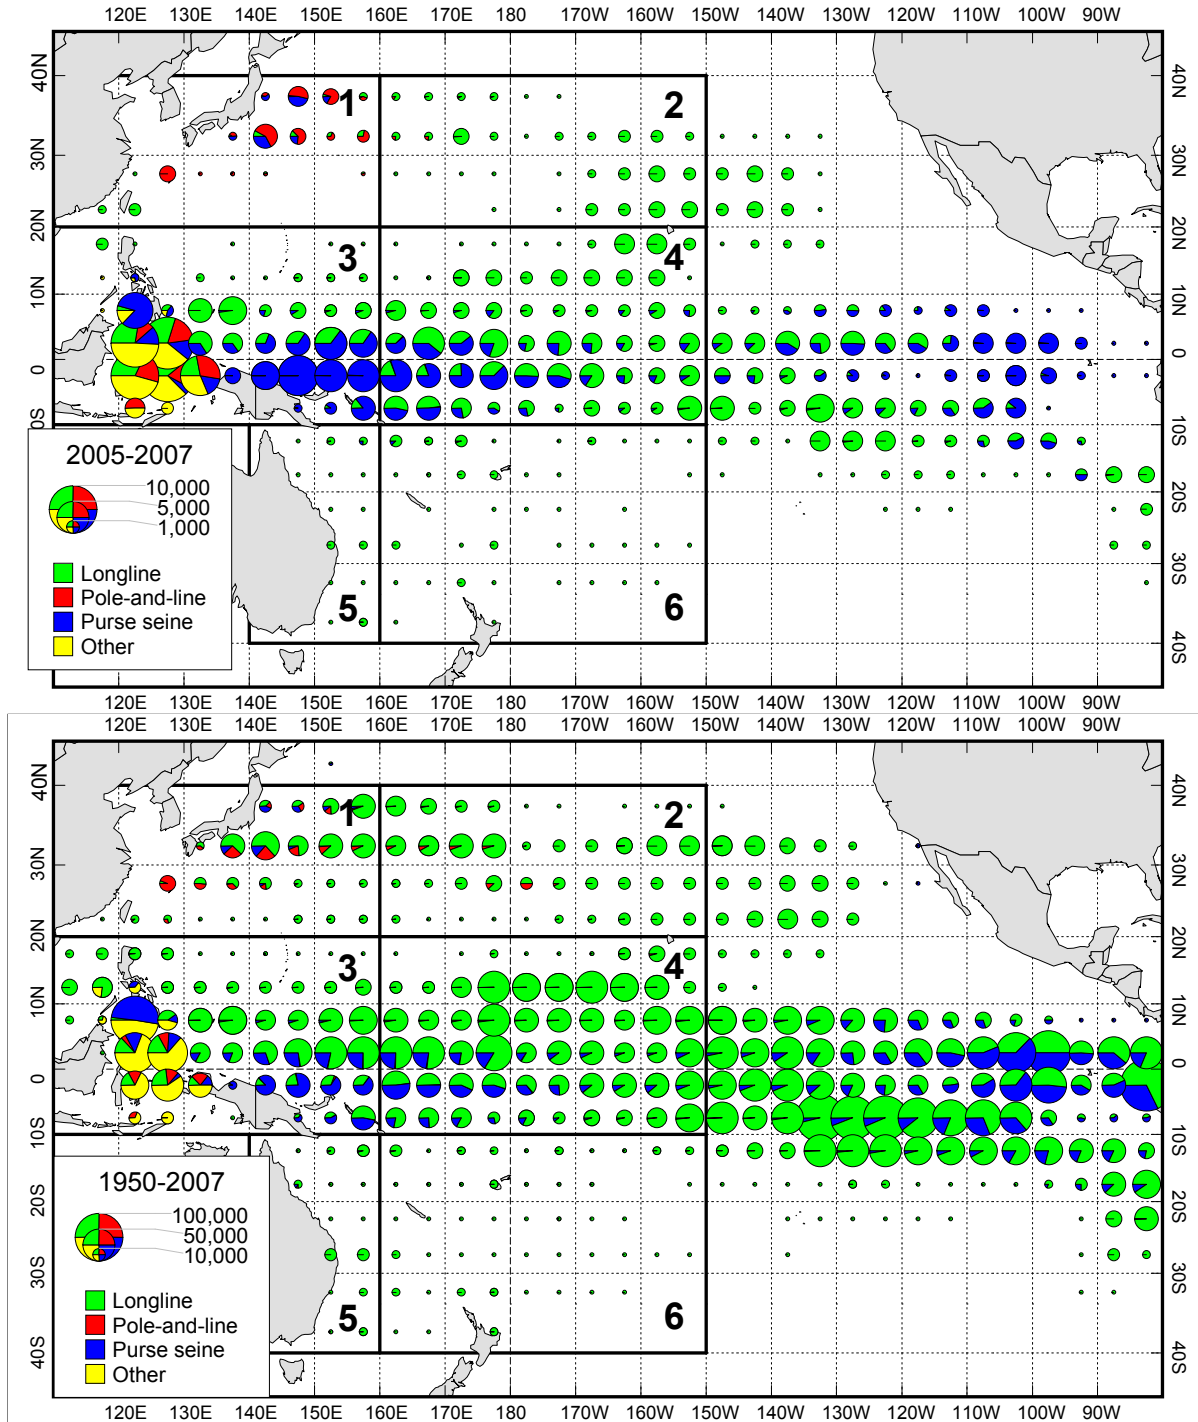 120E 130E 140E 150E 160E 170E 180 170W 160W 150W 140W 130W 120W 110W 100W 90W
40N 40N
1 2
30N 30N
20N 20N
3 4
10N 10N
0 0
10S 10S
2005-2007
10,000
5,000
1,000
20S
Longline
30S
Pole-and-line
5 6
Purse seine
Other
40S
120E 130E 140E 150E 160E 170E 180 170W 160W 150W 140W 130W 120W 110W 100W 90W
120E 130E 140E 150E 160E 170E 180 170W 160W 150W 140W 130W 120W 110W 100W 90W
40N 40N
1 2
30N 30N
20N 20N
3 4
10N 10N
0 0
10S 10S
1950-2007
20S 20S
100,000
50,000
10,000
30S 30S
Longline
5 6
Pole-and-line
Purse seine
40S 40S
Other
120E 130E 140E 150E 160E 170E 180 170W 160W 150W 140W 130W 120W 110W 100W 90W